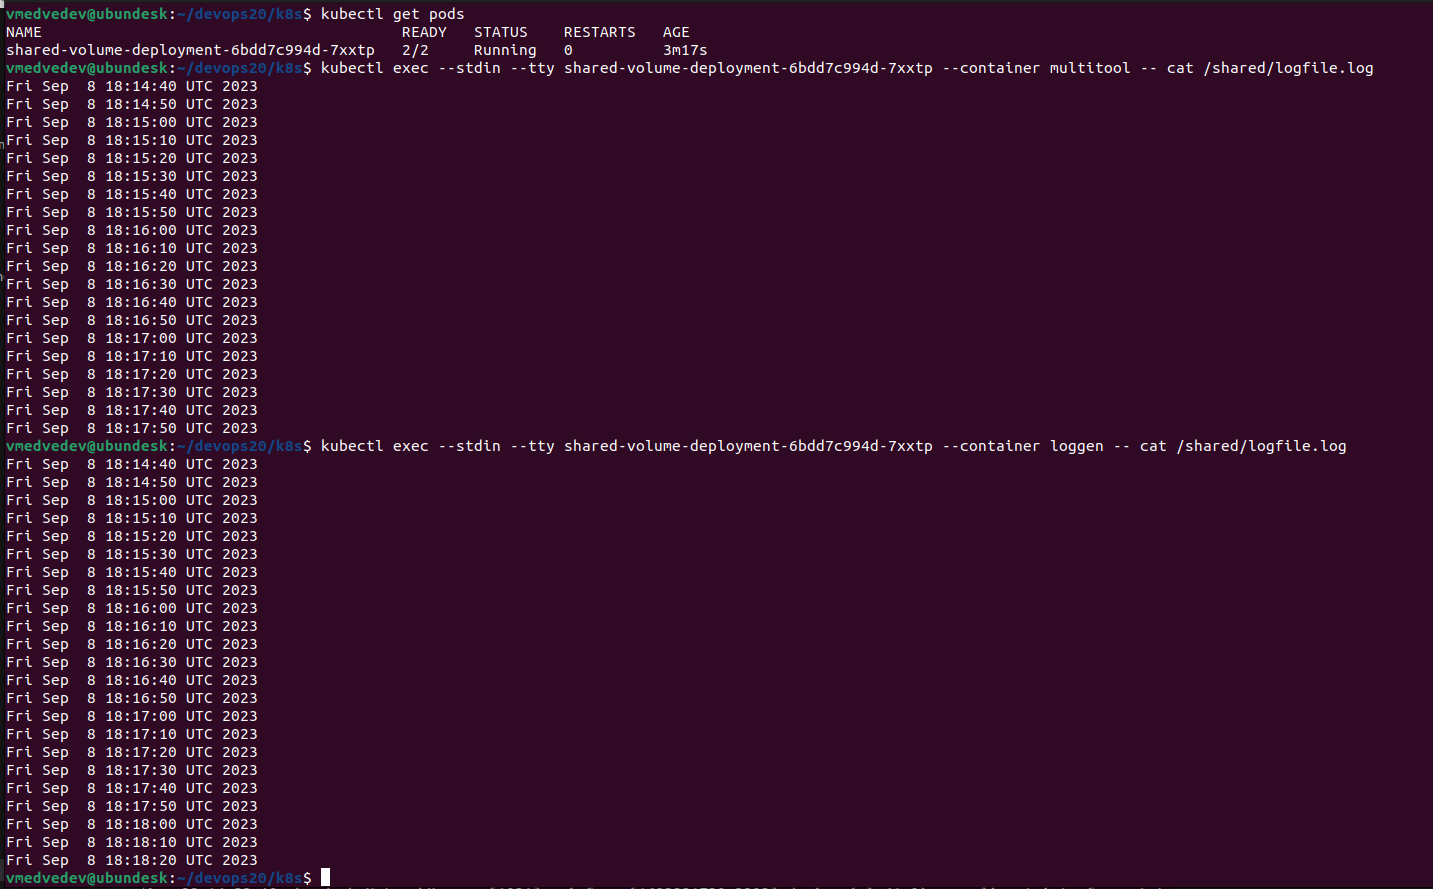 vmedvedev@ubundesk:~/devops20/k8s$ kubectl get pods
NAME                                        READY   STATUS    RESTARTS   AGE
shared-volume-deployment-6bdd7c994d-7xxtp   2/2     Running   0          3m17s
vmedvedev@ubundesk:~/devops20/k8s$ kubectl exec --stdin --tty shared-volume-deployment-6bdd7c994d-7xxtp --container multitool -- cat /shared/logfile.log
Fri Sep  8 18:14:40 UTC 2023
Fri Sep  8 18:14:50 UTC 2023
Fri Sep  8 18:15:00 UTC 2023
Fri Sep  8 18:15:10 UTC 2023
Fri Sep  8 18:15:20 UTC 2023
Fri Sep  8 18:15:30 UTC 2023
Fri Sep  8 18:15:40 UTC 2023
Fri Sep  8 18:15:50 UTC 2023
Fri Sep  8 18:16:00 UTC 2023
Fri Sep  8 18:16:10 UTC 2023
Fri Sep  8 18:16:20 UTC 2023
Fri Sep  8 18:16:30 UTC 2023
Fri Sep  8 18:16:40 UTC 2023
Fri Sep  8 18:16:50 UTC 2023
Fri Sep  8 18:17:00 UTC 2023
Fri Sep  8 18:17:10 UTC 2023
Fri Sep  8 18:17:20 UTC 2023
Fri Sep  8 18:17:30 UTC 2023
Fri Sep  8 18:17:40 UTC 2023
Fri Sep  8 18:17:50 UTC 2023
vmedvedev@ubundesk:~/devops20/k8s$ kubectl exec --stdin --tty shared-volume-deployment-6bdd7c994d-7xxtp --container loggen -- cat /shared/logfile.log
Fri Sep  8 18:14:40 UTC 2023
Fri Sep  8 18:14:50 UTC 2023
Fri Sep  8 18:15:00 UTC 2023
Fri Sep  8 18:15:10 UTC 2023
Fri Sep  8 18:15:20 UTC 2023
Fri Sep  8 18:15:30 UTC 2023
Fri Sep  8 18:15:40 UTC 2023
Fri Sep  8 18:15:50 UTC 2023
Fri Sep  8 18:16:00 UTC 2023
Fri Sep  8 18:16:10 UTC 2023
Fri Sep  8 18:16:20 UTC 2023
Fri Sep  8 18:16:30 UTC 2023
Fri Sep  8 18:16:40 UTC 2023
Fri Sep  8 18:16:50 UTC 2023
Fri Sep  8 18:17:00 UTC 2023
Fri Sep  8 18:17:10 UTC 2023
Fri Sep  8 18:17:20 UTC 2023
Fri Sep  8 18:17:30 UTC 2023
Fri Sep  8 18:17:40 UTC 2023
Fri Sep  8 18:17:50 UTC 2023
Fri Sep  8 18:18:00 UTC 2023
Fri Sep  8 18:18:10 UTC 2023
Fri Sep  8 18:18:20 UTC 2023
vmedvedev@ubundesk:~/devops20/k8s$